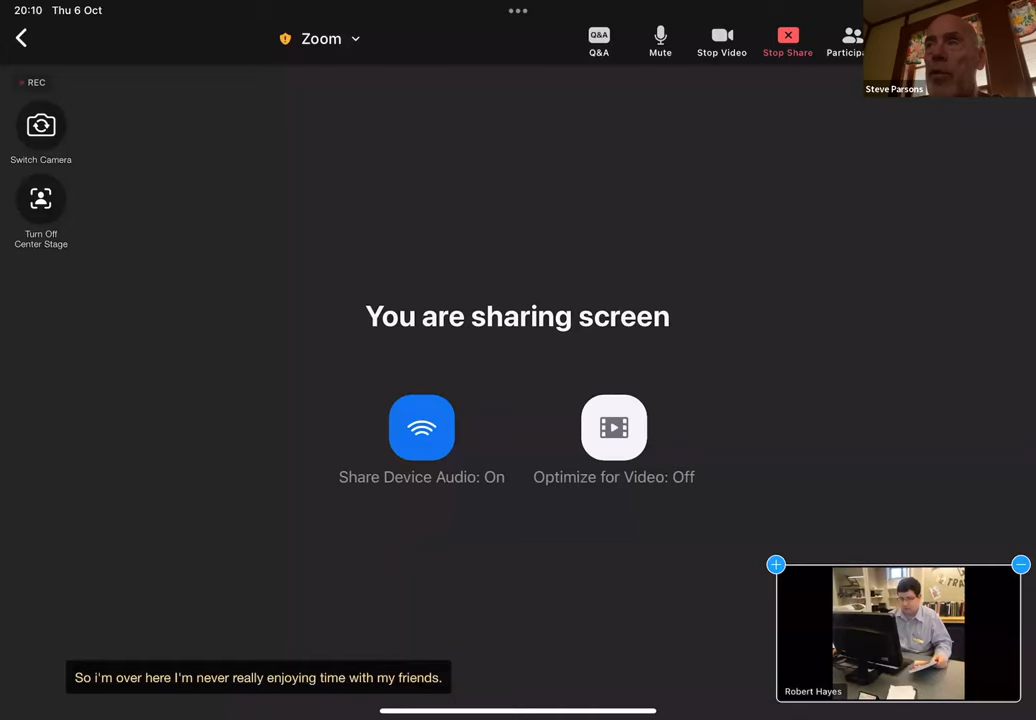 20:10 Thu 6 Oct
Zoom
Q&A
Q&A
Mute
Stop Video
Stop Share
Particip
Steve Parsons
REC
Switch Camera
Turn Off
Center Stage
You are sharing screen
Share Device Audio: On
Optimize for Video: Off
Robert Hayes
So i'm over here I'm never really enjoying time with my friends.